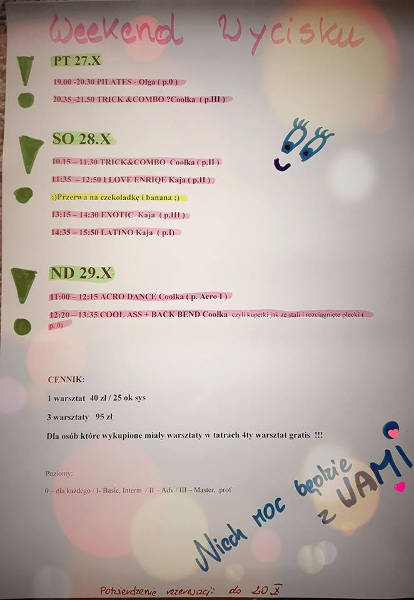 Weekend Wycisku
PT 27.X
19.00 -20.30 PILATES - Olga ( p.0 )
20.35 -21.50 TRICK &COMBO ?Coolka ( p.III )
SO 28.X
10.15 – 11.30 TRICK&COMBO Coolka ( p.II )
11:35 – 12:50 I LOVE ENRIQE Kaja ( p.II )
:)Przerwa na czekoladkę i banana :)
13:15 – 14:30 EXOTIC Kaja ( p.III )
14:35 – 15:50 LATINO Kaja ( p.I)
ND 29.X
11:00 – 12:15 ACRO DANCE Coolka ( p. Acro I )
12:20 – 13:35 COOL ASS + BACK BEND Coolka czyli kuperki jak ze stali i rozciągnięte plecki (
p. 0)
CENNIK:
1 warsztat 40 zł / 25 ok sys
3 warsztaty 95 zł
Dla osób które wykupione miały warsztaty w tatrach 4ty warsztat gratis !!!
Poziomy:
0 – dla każdego / I- Basic, Interm / II – Adv / III – Master, prof
Niech MOC będzie
z WAMI
Potwierdzenie rezerwacji do 20 X